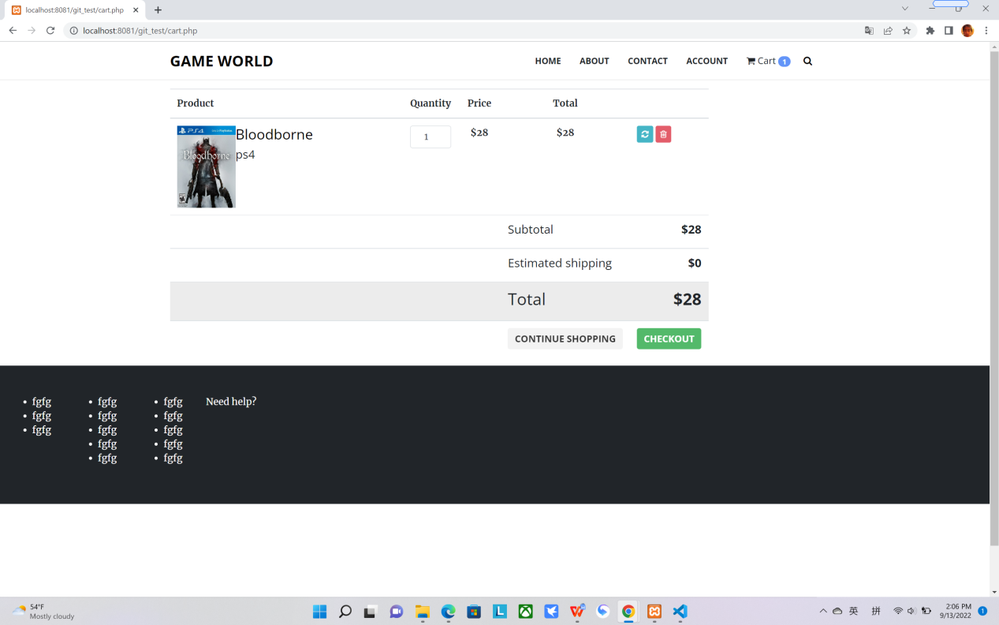 localhost:8081/git_test/cart.php
localhost:8081/git_test/cart.php
GAME WORLD HOME ABOUT CONTACT ACCOUNT Cart 1
Product Quantity Price Total
PS4
Bloodborne
Bloodborne 1 $28 $28
ps4
Subtotal $28
Estimated shipping $0
Total $28
CONTINUE SHOPPING CHECKOUT
fgfg fgfg fgfg Need help?
fgfg fgfg fgfg
fgfg fgfg fgfg
fgfg fgfg
fgfg fgfg
54°F
Mostly cloudy
英 拼 2:06 PM
9/13/2022 1